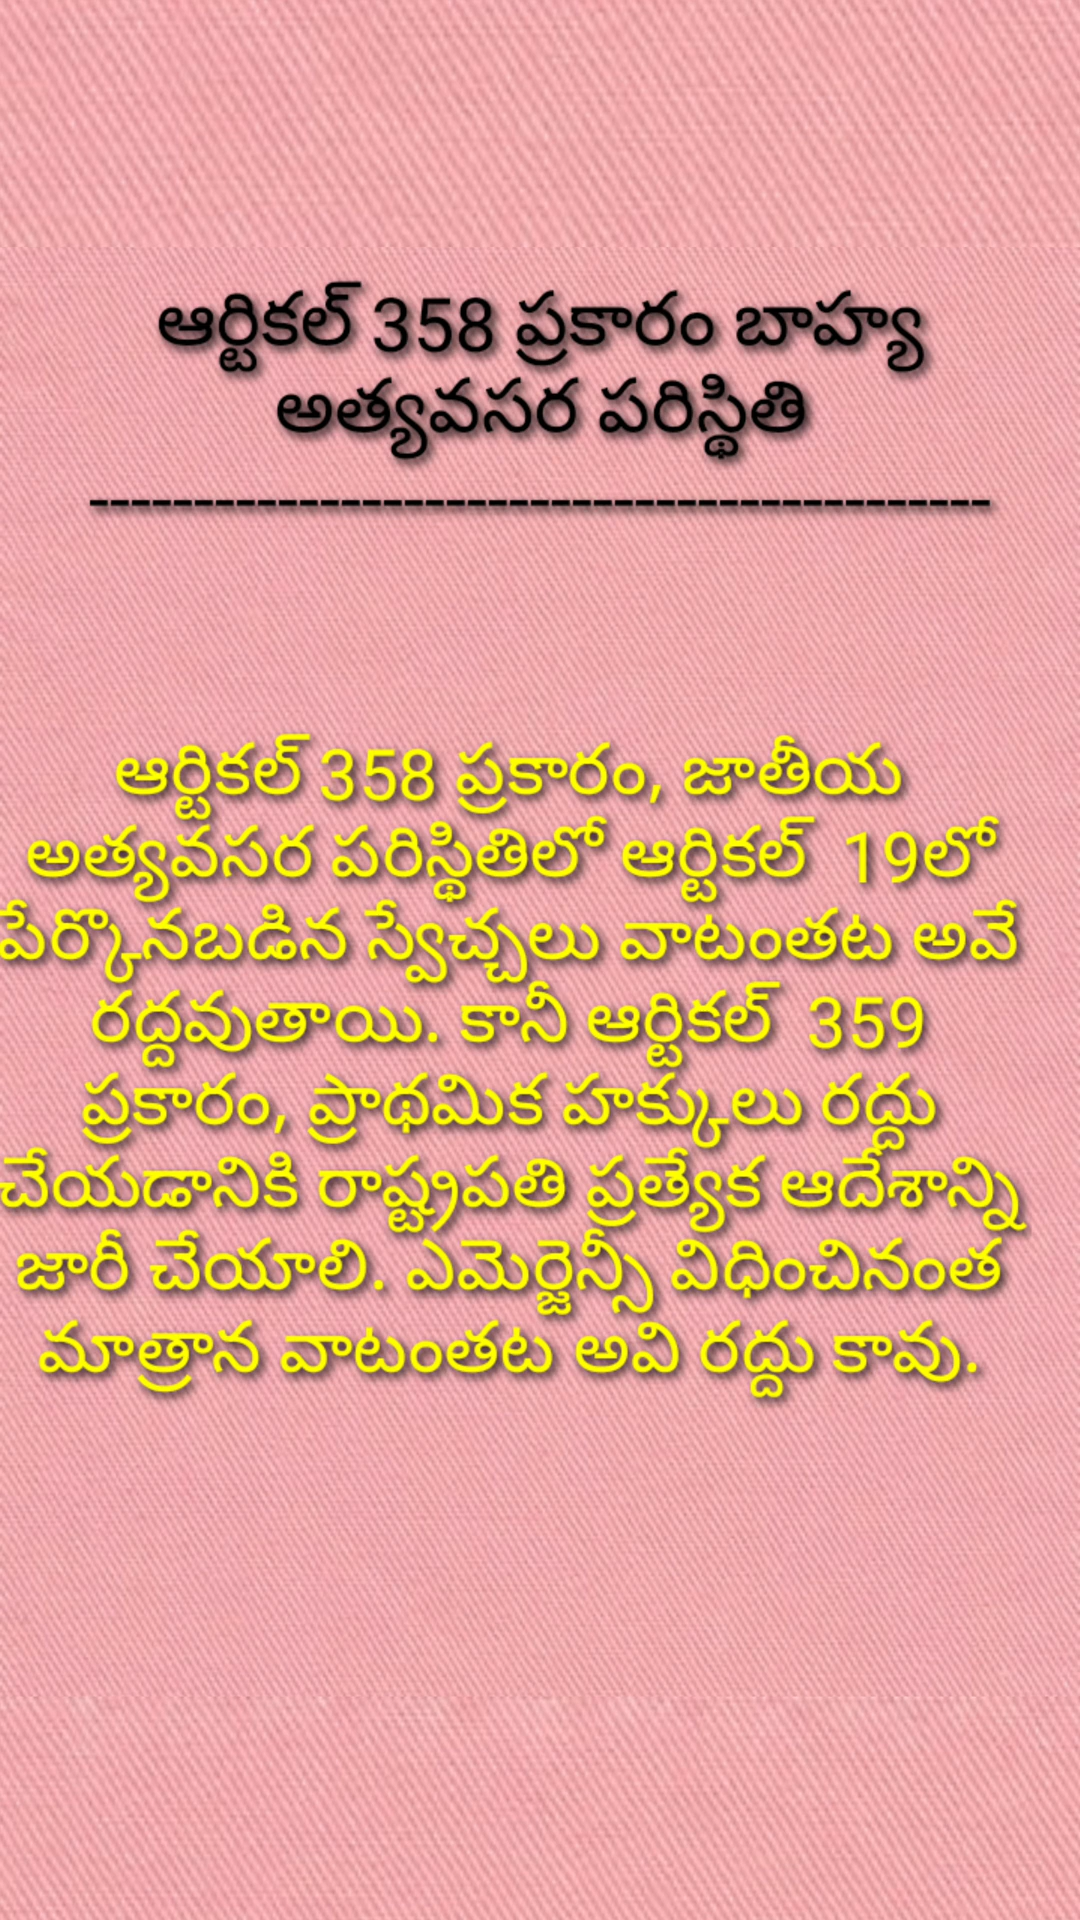 ఆర్టికల్ 358 ప్రకారం బాహ్య
అత్యవసర పరిస్థితి
-------------------------------------------
ఆర్టికల్ 358 ప్రకారం, జాతీయ
అత్యవసర పరిస్థితిలో ఆర్టికల్ 19లో
పేర్కొనబడిన స్వేచ్చలు వాటంతట అవే
రద్దవుతాయి. కానీ ఆర్టికల్ 359
ప్రకారం, ప్రాథమిక హక్కులు రద్దు
చేయడానికి రాష్ట్రపతి ప్రత్యేక ఆదేశాన్ని
జారీ చేయాలి. ఎమెర్జెన్సీ విధించినంత
మాత్రాన వాటంతట అవి రద్దు కావు.